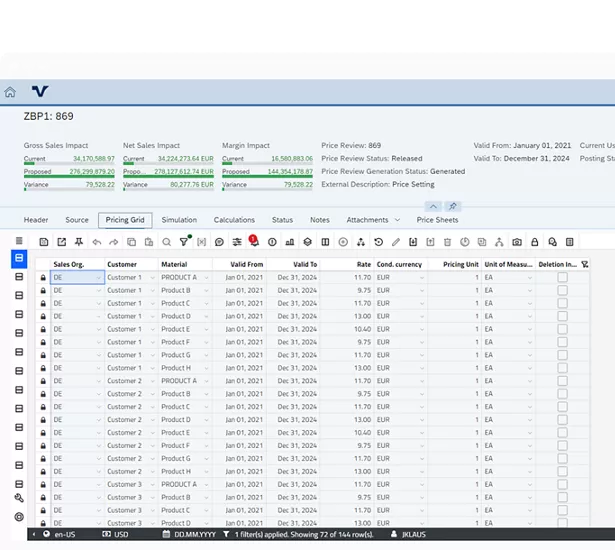 ZBP1: 869
Gross Sales Impact
Current 34,170,588.97
Proposed 276,299,879.20
Variance 79,528.22
Net Sales Impact
Current 34,224,273.64 EUR
Propo... 278,127,612.74 EUR
Variance 80,277.76 EUR
Margin Impact
Current 16,580,883.06
Proposed 144,354,178.87
Variance 79,528.22
Price Review: 869
Price Review Status: Released
Price Review Generation Status: Generated
External Description: Price Setting
Valid From: January 01, 2021
Valid To: December 31, 2024
Current Us
Posting Sta
Header Source Pricing Grid Simulation Calculations Status Notes Attachments Price Sheets
Sales Org. Customer Material Valid From Valid To Rate Cond. currency Pricing Unit Unit of Measu... Deletion In...
DE Customer 1 PRODUCT A Jan 01, 2021 Dec 31, 2024 11.70 EUR 1 EA
DE Customer 1 Product B Jan 01, 2021 Dec 31, 2024 9.75 EUR 1 EA
DE Customer 1 Product C Jan 01, 2021 Dec 31, 2024 11.70 EUR 1 EA
DE Customer 1 Product D Jan 01, 2021 Dec 31, 2024 13.00 EUR 1 EA
DE Customer 1 Product E Jan 01, 2021 Dec 31, 2024 10.40 EUR 1 EA
DE Customer 1 Product F Jan 01, 2021 Dec 31, 2024 9.75 EUR 1 EA
DE Customer 1 Product G Jan 01, 2021 Dec 31, 2024 11.70 EUR 1 EA
DE Customer 1 Product H Jan 01, 2021 Dec 31, 2024 13.00 EUR 1 EA
DE Customer 2 PRODUCT A Jan 01, 2021 Dec 31, 2024 11.70 EUR 1 EA
DE Customer 2 Product B Jan 01, 2021 Dec 31, 2024 9.75 EUR 1 EA
DE Customer 2 Product C Jan 01, 2021 Dec 31, 2024 11.70 EUR 1 EA
DE Customer 2 Product D Jan 01, 2021 Dec 31, 2024 13.00 EUR 1 EA
DE Customer 2 Product E Jan 01, 2021 Dec 31, 2024 10.40 EUR 1 EA
DE Customer 2 Product F Jan 01, 2021 Dec 31, 2024 9.75 EUR 1 EA
DE Customer 2 Product G Jan 01, 2021 Dec 31, 2024 11.70 EUR 1 EA
DE Customer 2 Product H Jan 01, 2021 Dec 31, 2024 13.00 EUR 1 EA
DE Customer 3 PRODUCT A Jan 01, 2021 Dec 31, 2024 11.70 EUR 1 EA
DE Customer 3 Product B Jan 01, 2021 Dec 31, 2024 9.75 EUR 1 EA
DE Customer 3 Product C Jan 01, 2021 Dec 31, 2024 11.70 EUR 1 EA
DE Customer 3 Product D Jan 01, 2021 Dec 31, 2024 13.00 EUR 1 EA
en-US USD DD.MM.YYYY 1 filter(s) applied. Showing 72 of 144 row(s). JKLAUS